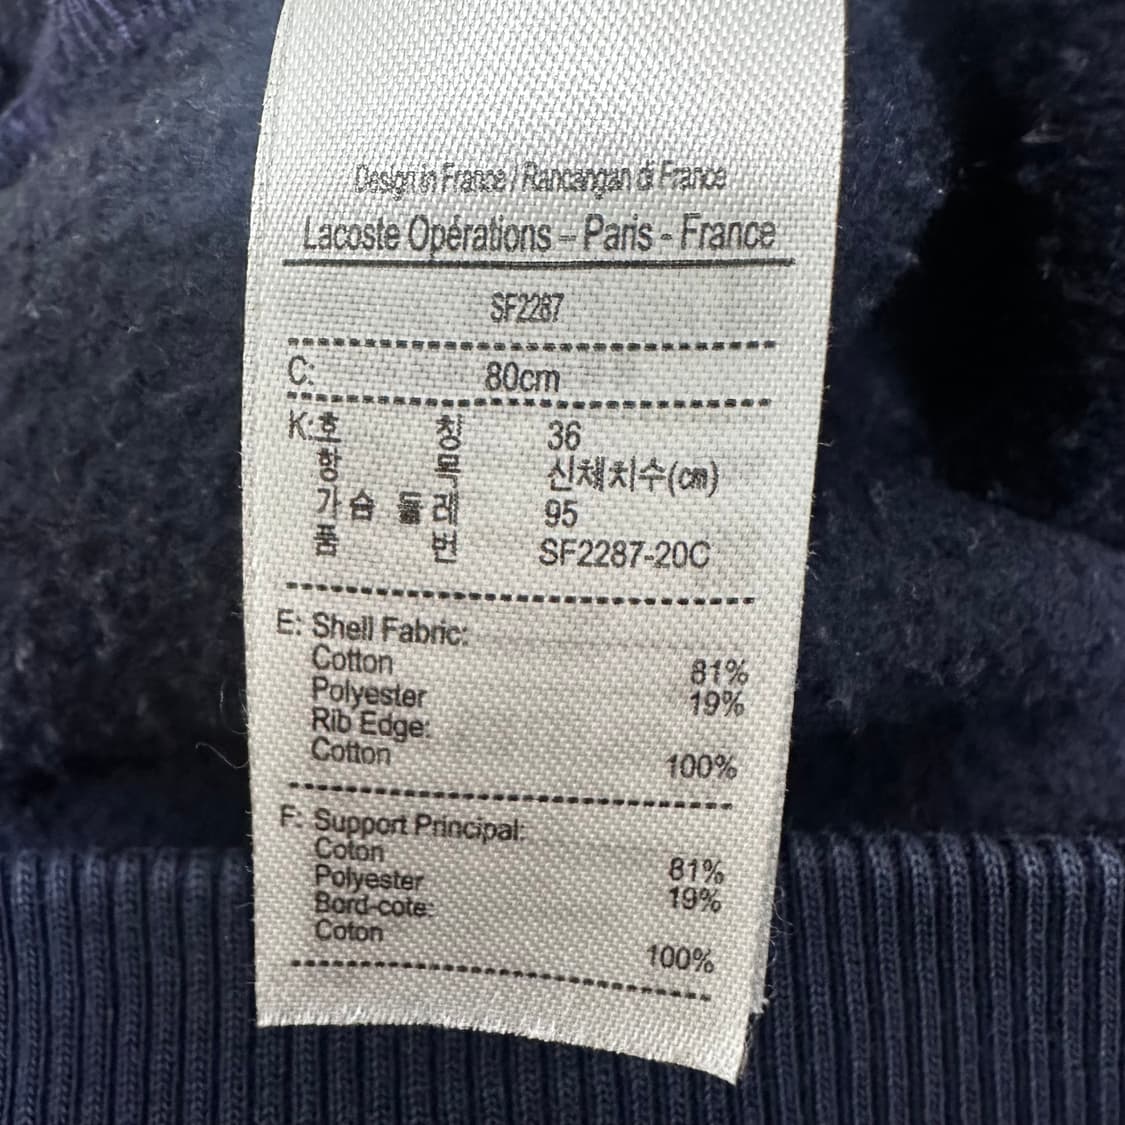 Design in France / Rancangan di France
Lacoste Opérations – Paris - France
SF2287
C: 80cm
K: 호 칭 36
항 목 신체치수(㎝)
가 슴 둘 레 95
품 번 SF2287-20C
E: Shell Fabric:
Cotton 81%
Polyester 19%
Rib Edge:
Cotton 100%
F: Support Principal:
Coton 81%
Polyester 19%
Bord-cote:
Coton 100%